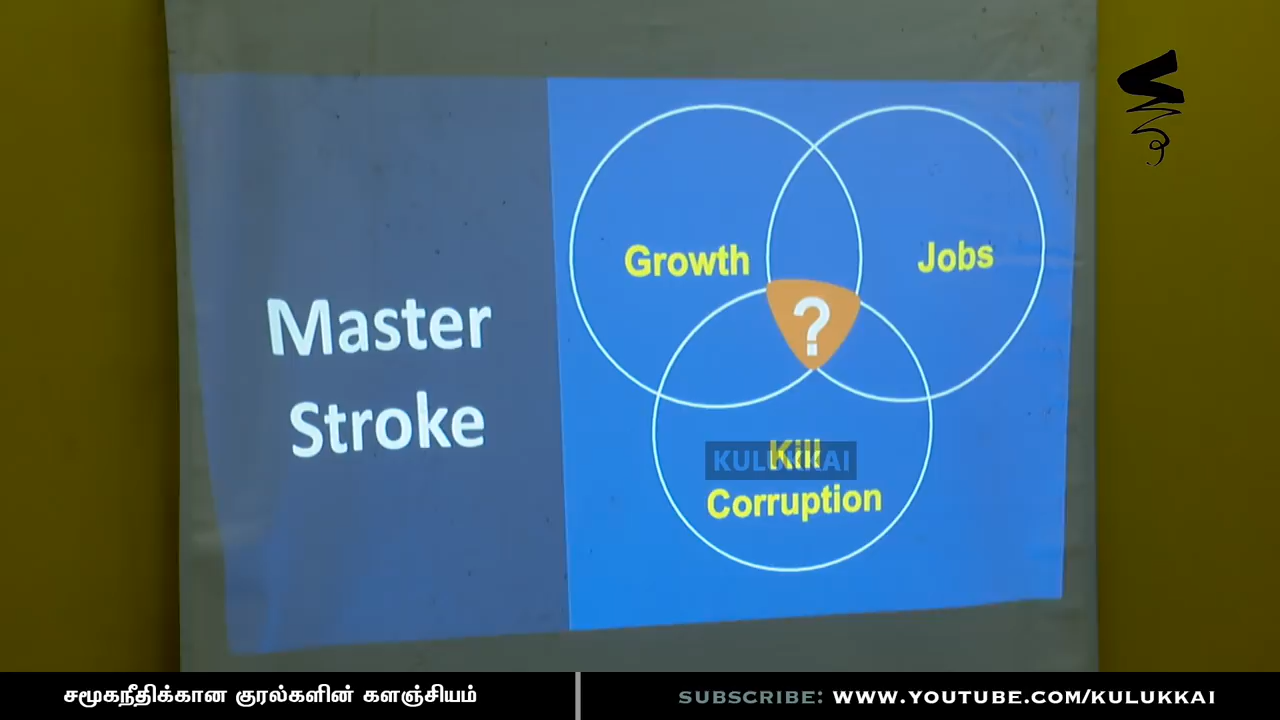 Master
Stroke
Growth
Jobs
?
Kill
Corruption
KULUKKAI
சமூகநீதிக்கான குரல்களின் களஞ்சியம்
SUBSCRIBE: WWW.YOUTUBE.COM/KULUKKAI